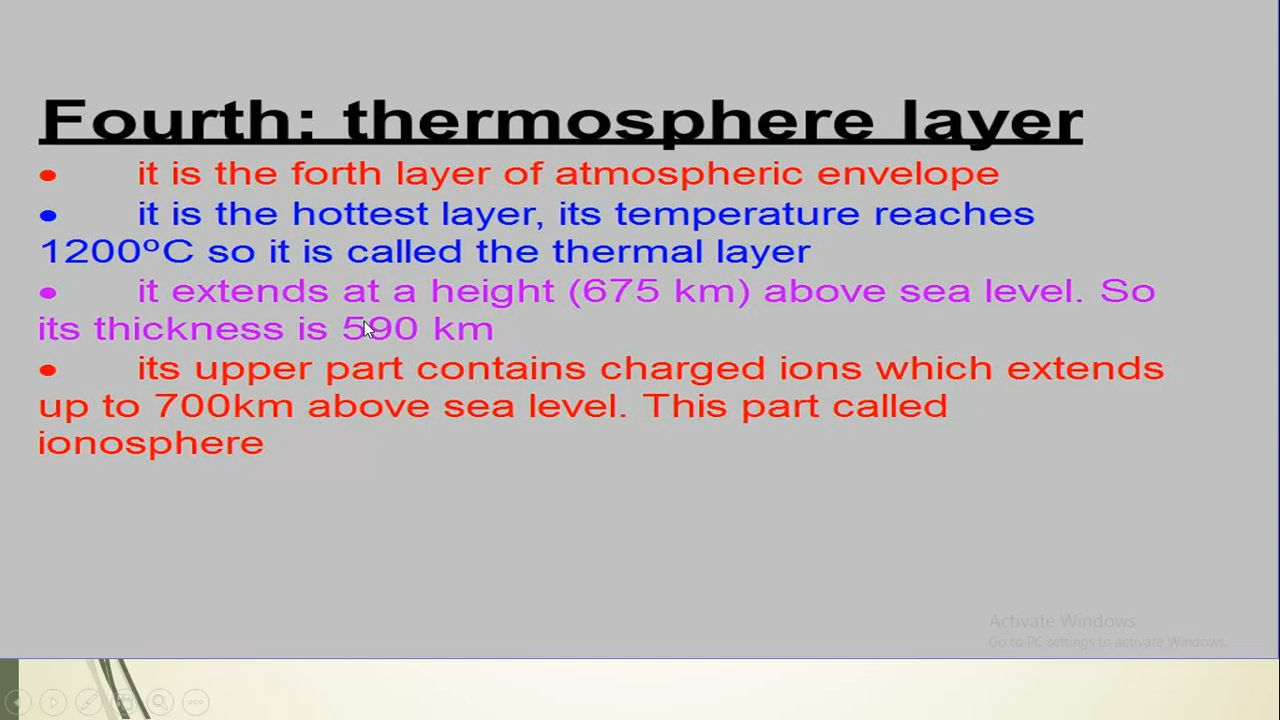 Fourth: thermosphere layer
• it is the forth layer of atmospheric envelope
• it is the hottest layer, its temperature reaches
1200ºC so it is called the thermal layer
• it extends at a height (675 km) above sea level. So
its thickness is 590 km
• its upper part contains charged ions which extends
up to 700km above sea level. This part called
ionosphere
Activate Windows
Go to PC settings to activate Windows.